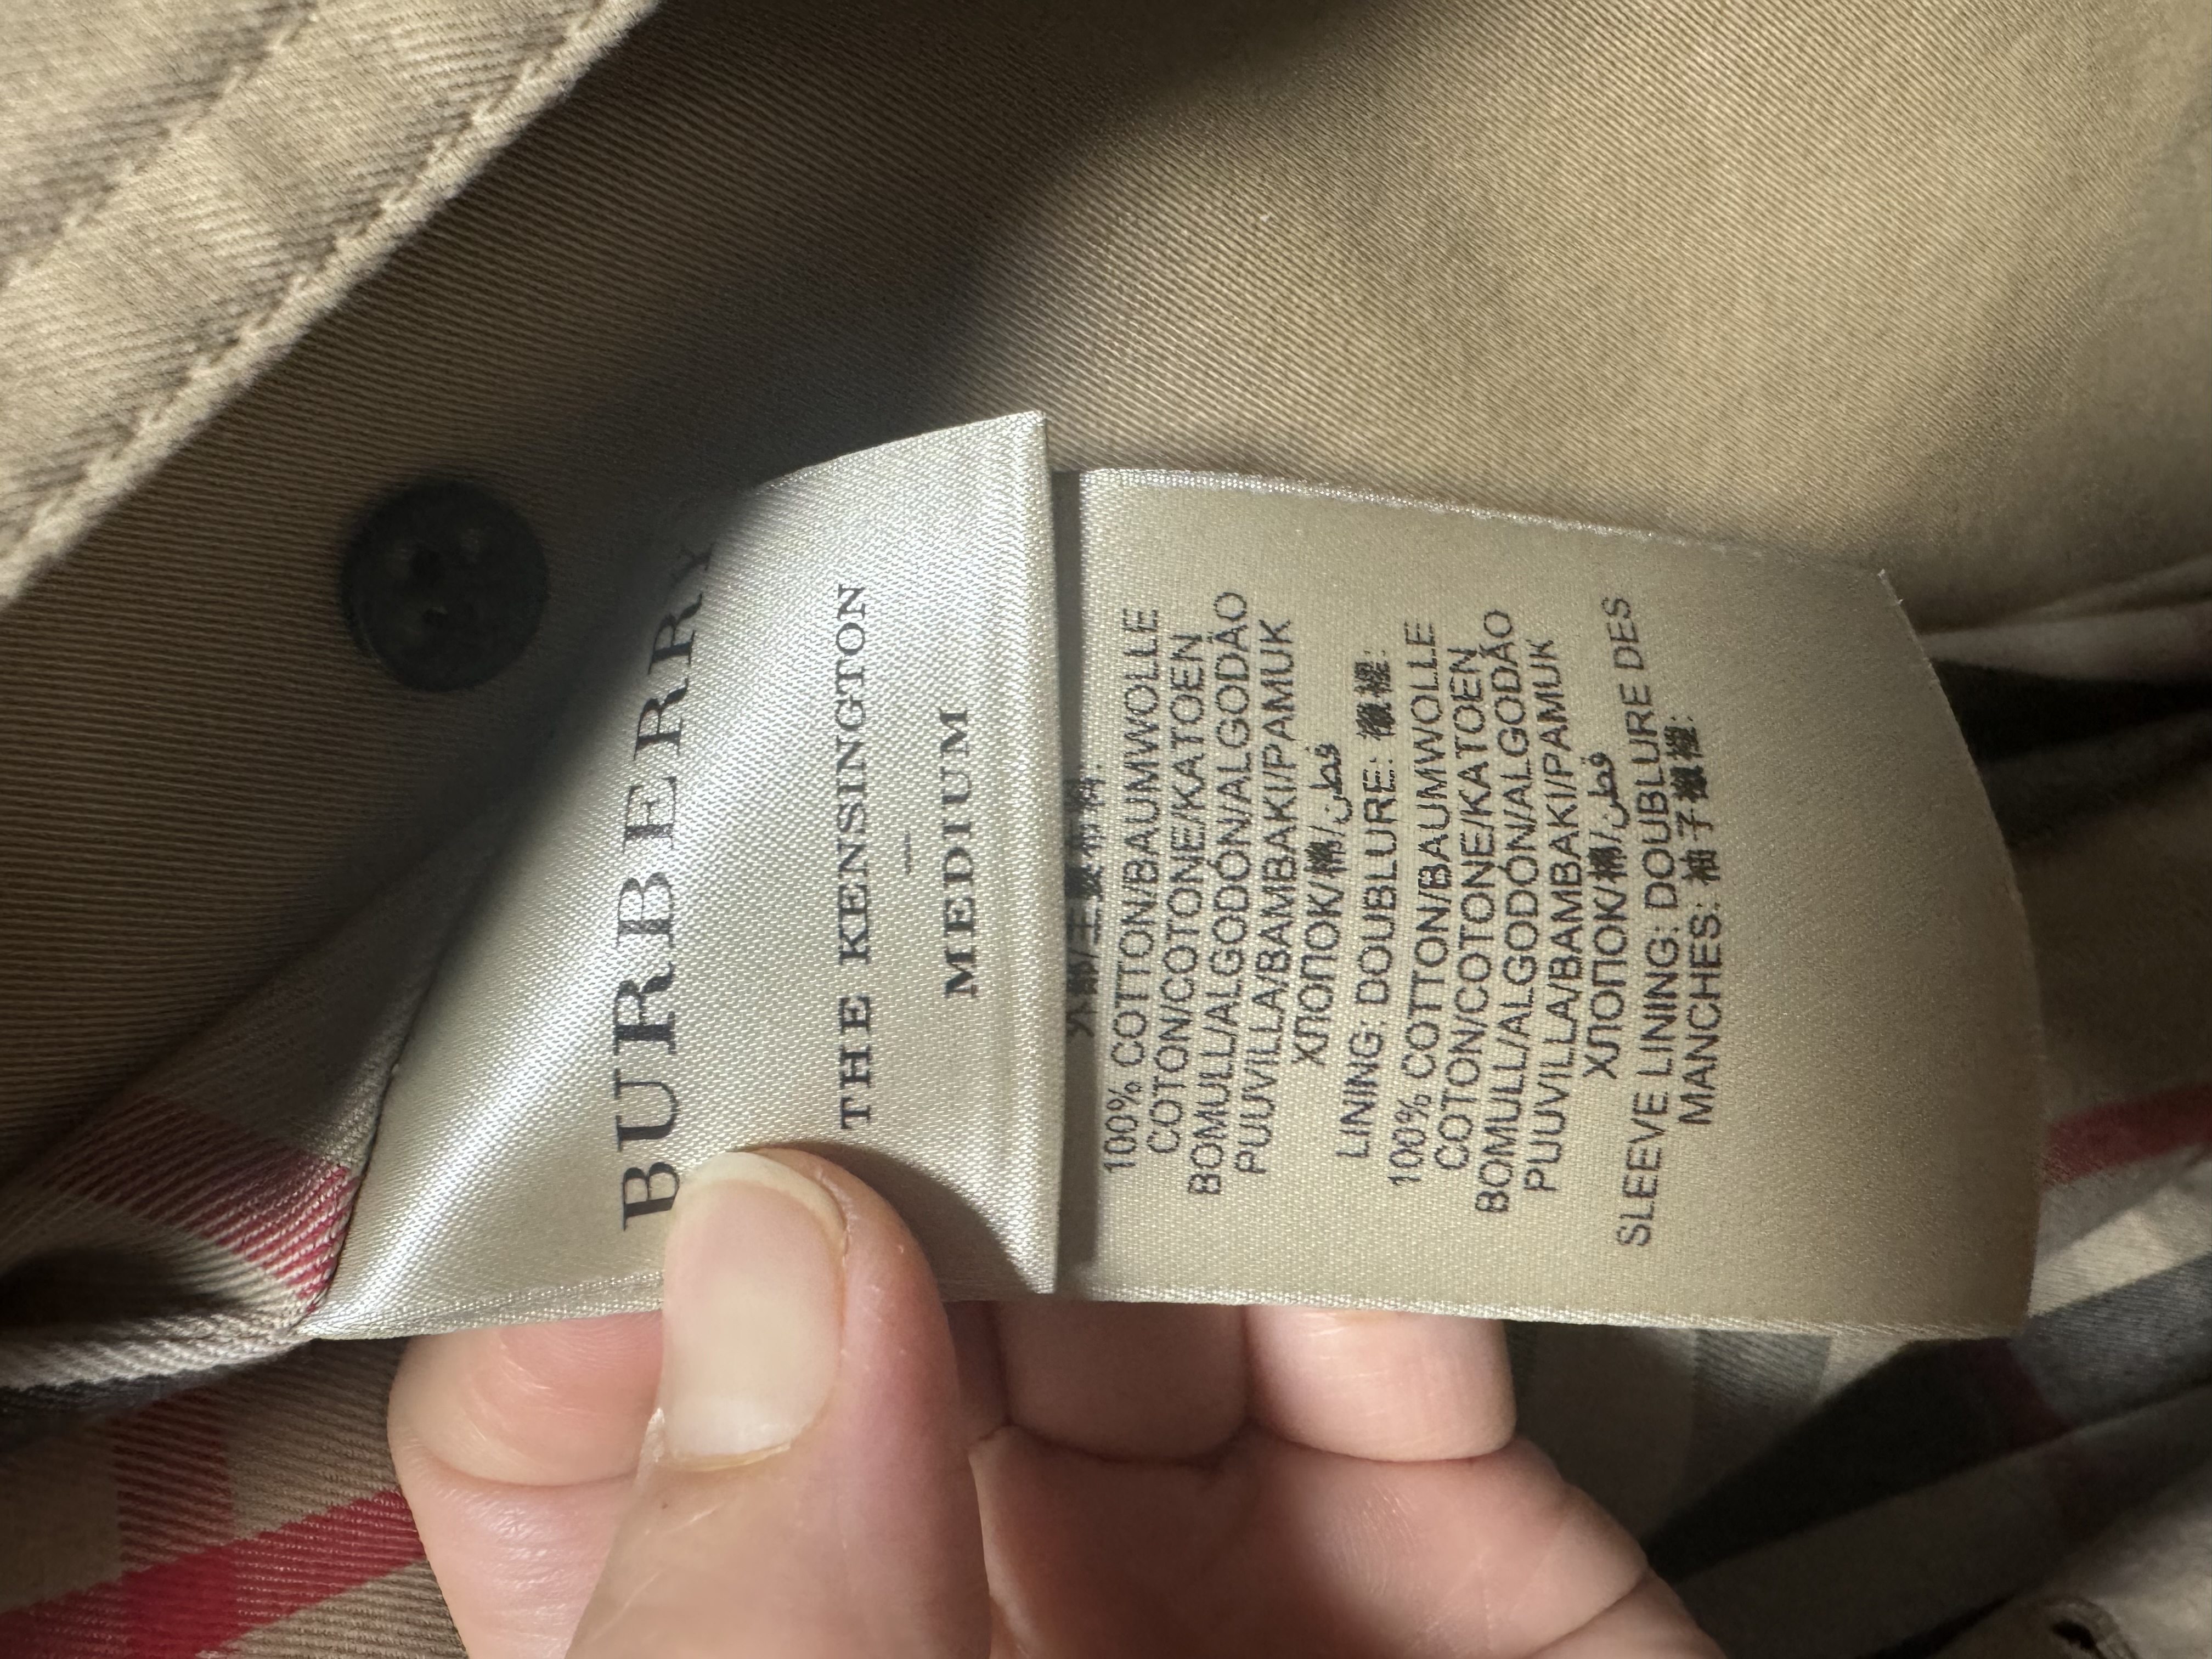 BURBERRY
THE KENSINGTON
—
MEDIUM
外部/主要布料:
100% COTTON/BAUMWOLLE
COTON/COTONE/KATOEN
BOMULL/ALGODÓN/ALGODÃO
PUUVILLA/BAMBAKI/PAMUK
ХЛОПОК/棉/قطن
LINING: DOUBLURE: 襯裡:
100% COTTON/BAUMWOLLE
COTON/COTONE/KATOEN
BOMULL/ALGODÓN/ALGODÃO
PUUVILLA/BAMBAKI/PAMUK
ХЛОПОК/棉/قطن
SLEEVE LINING: DOUBLURE DES
MANCHES: 袖子襯裡: